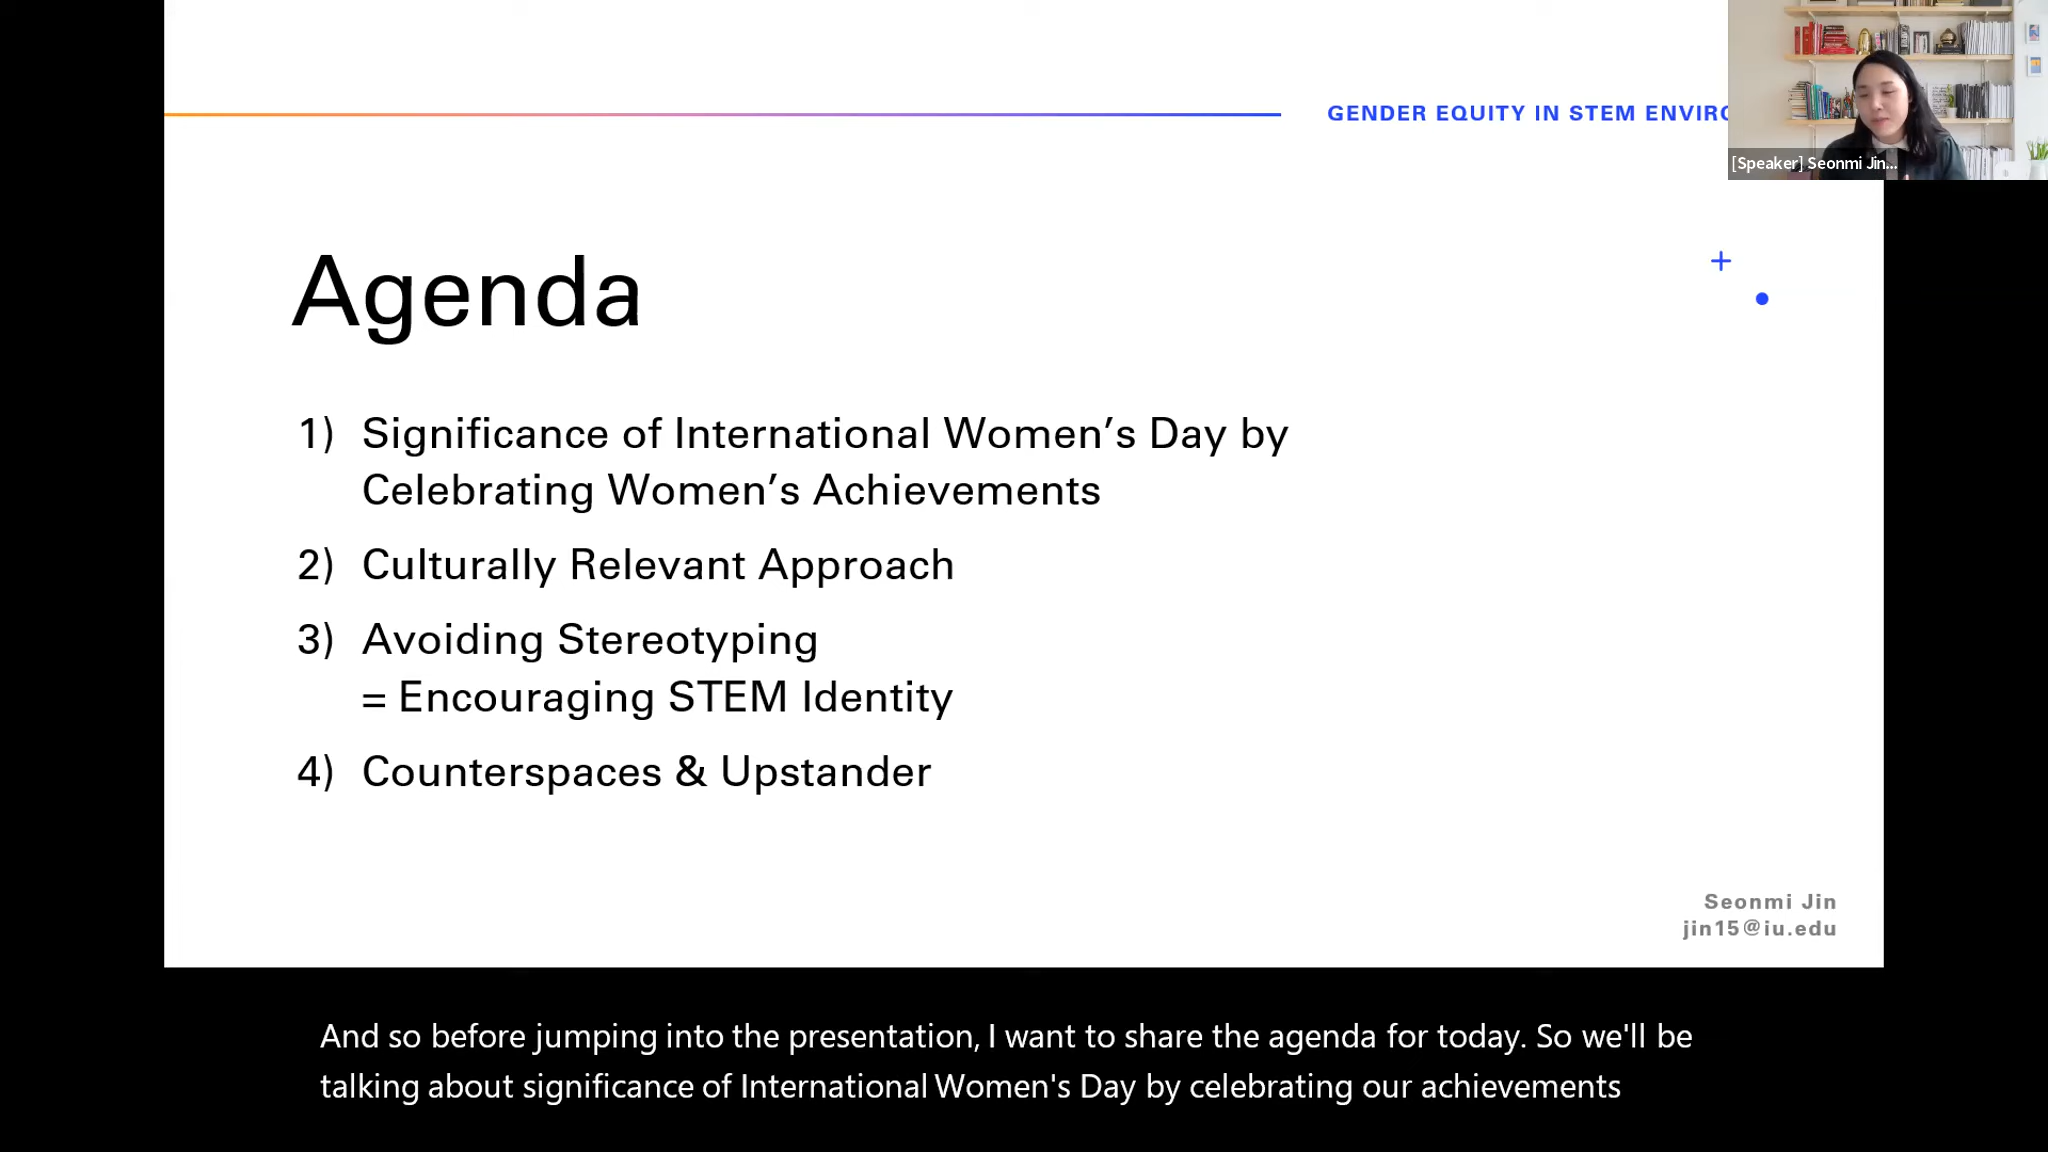 GENDER EQUITY IN STEM ENVIRO
[Speaker] Seonmi Jin...
Agenda
1) Significance of International Women’s Day by
Celebrating Women’s Achievements
2) Culturally Relevant Approach
3) Avoiding Stereotyping
= Encouraging STEM Identity
4) Counterspaces & Upstander
Seonmi Jin
jin15@iu.edu
And so before jumping into the presentation, I want to share the agenda for today. So we'll be
talking about significance of International Women's Day by celebrating our achievements